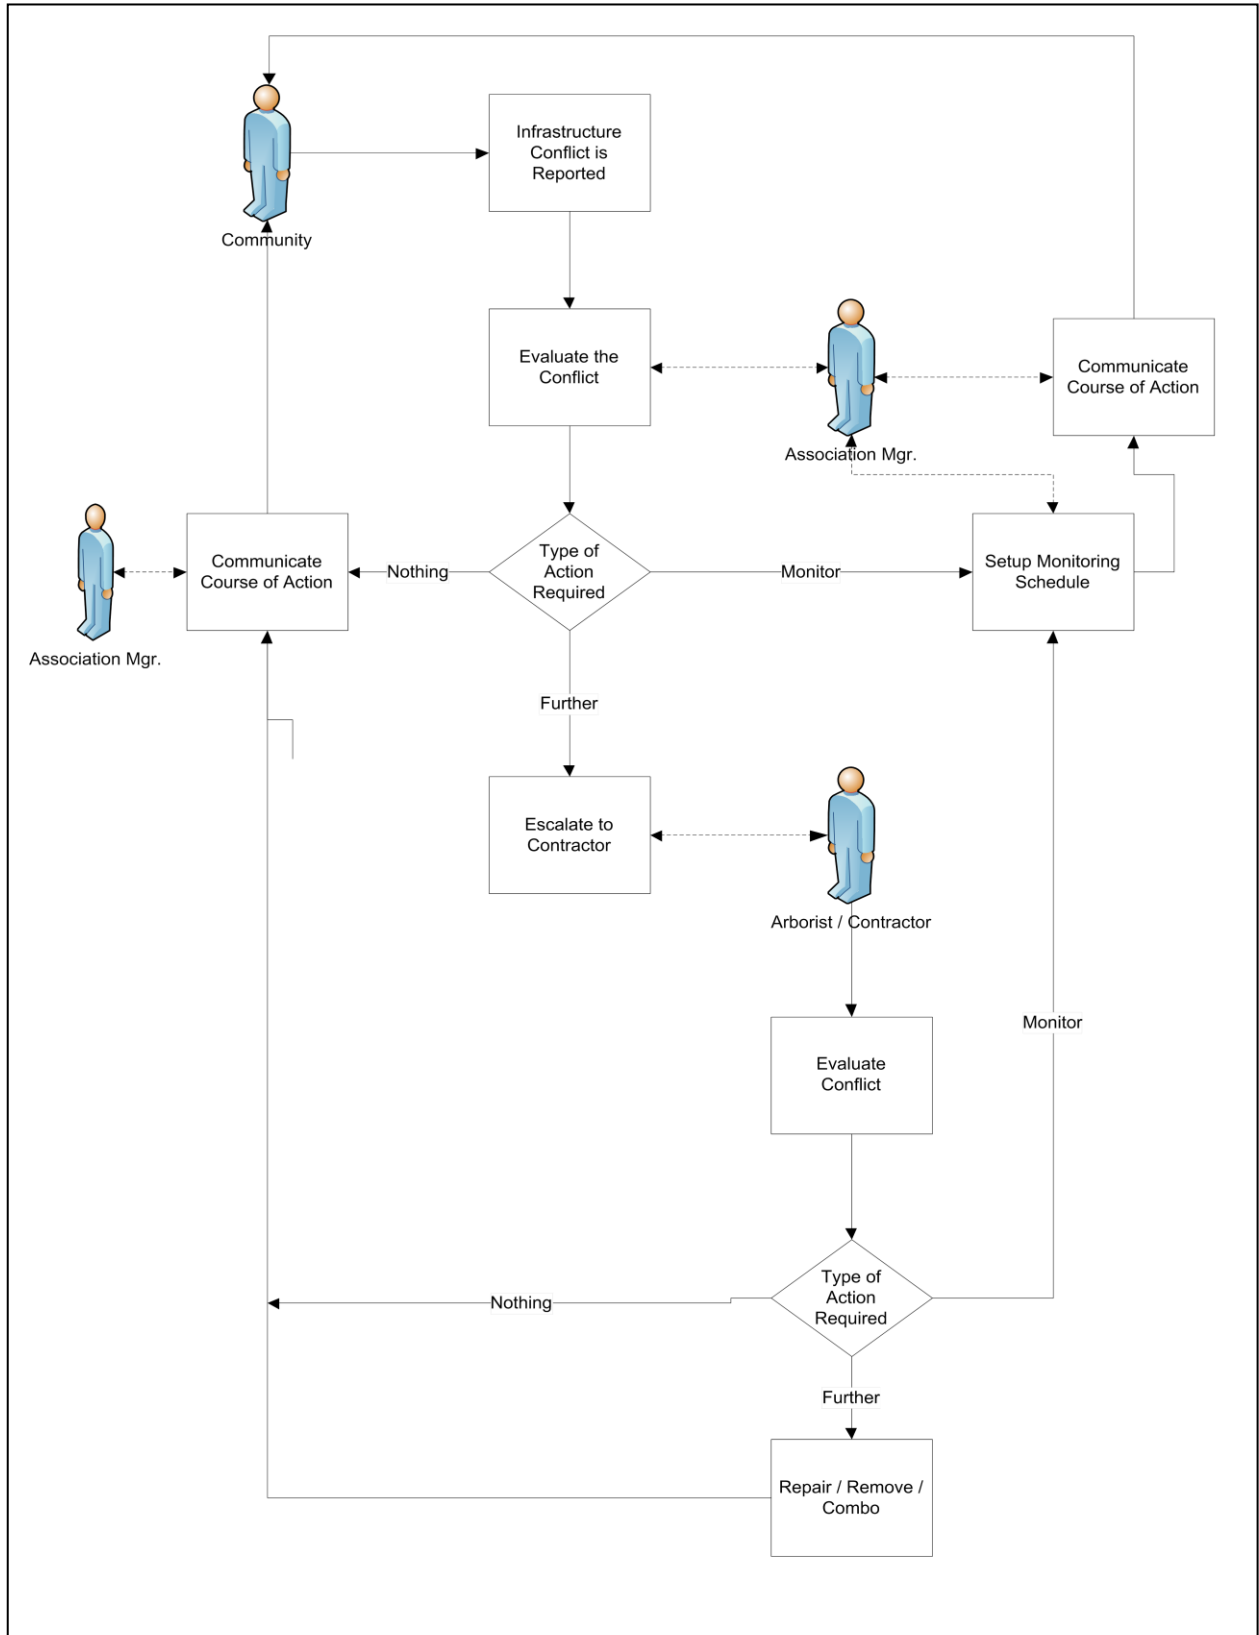 Infrastructure
Conflict is
Reported
Community
Evaluate the
Conflict
Communicate
Course of Action
Association Mgr.
Communicate
Course of Action
Nothing
Type of
Action
Required
Monitor
Setup Monitoring
Schedule
Association Mgr.
Further
Escalate to
Contractor
Arborist / Contractor
Monitor
Evaluate
Conflict
Type of
Action
Required
Nothing
Further
Repair / Remove /
Combo